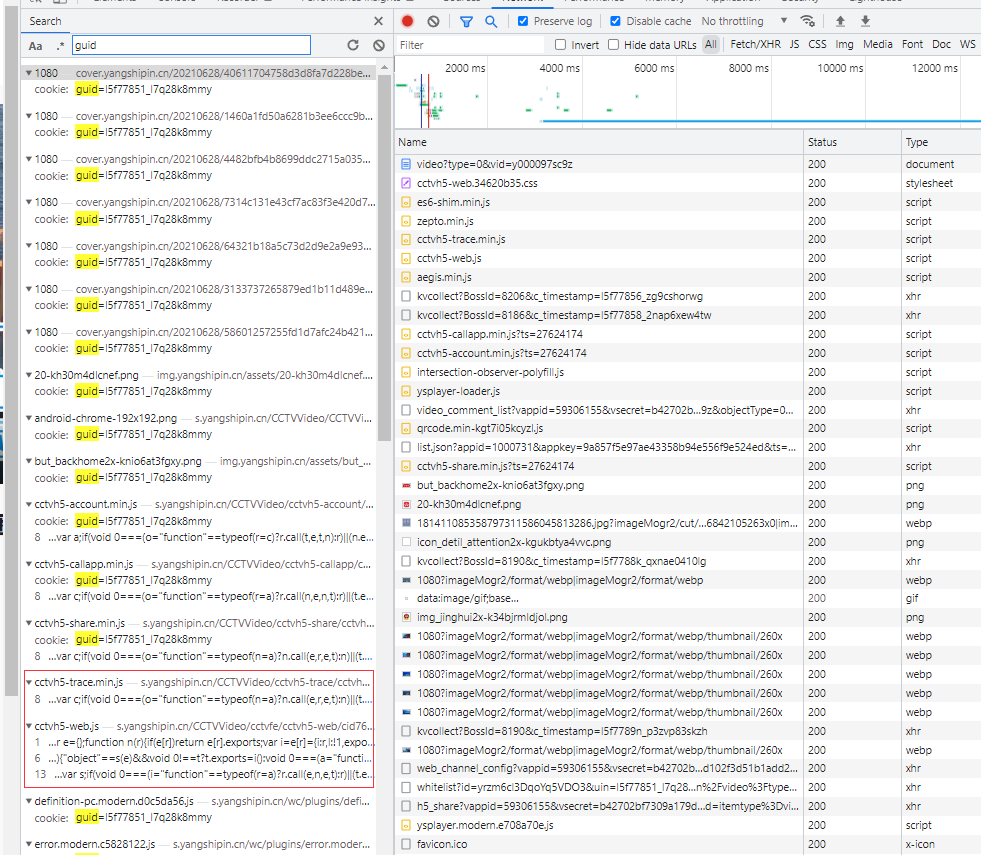 Search
Aa .* guid
1080 — cover.yangshipin.cn/20210628/40611704758d3d8fa7d228be...
cookie: guid=l5f77851_l7q28k8mmy
1080 — cover.yangshipin.cn/20210628/1460a1fd50a6281b3ee6ccc9b...
cookie: guid=l5f77851_l7q28k8mmy
1080 — cover.yangshipin.cn/20210628/4482bfb4b8699ddc2715a035...
cookie: guid=l5f77851_l7q28k8mmy
1080 — cover.yangshipin.cn/20210628/7314c131e43cf7ac83f3e420d7...
cookie: guid=l5f77851_l7q28k8mmy
1080 — cover.yangshipin.cn/20210628/64321b18a5c73d2d9e2a9e93...
cookie: guid=l5f77851_l7q28k8mmy
1080 — cover.yangshipin.cn/20210628/3133737265879ed1b11d489e...
cookie: guid=l5f77851_l7q28k8mmy
1080 — cover.yangshipin.cn/20210628/58601257255fd1d7afc24b421...
cookie: guid=l5f77851_l7q28k8mmy
20-kh30m4dlcnef.png — img.yangshipin.cn/assets/20-kh30m4dlcnef....
cookie: guid=l5f77851_l7q28k8mmy
android-chrome-192x192.png — s.yangshipin.cn/CCTVVideo/CCTVVi...
cookie: guid=l5f77851_l7q28k8mmy
but_backhome2x-knio6at3fgxy.png — img.yangshipin.cn/assets/but_...
cookie: guid=l5f77851_l7q28k8mmy
cctvh5-account.min.js — s.yangshipin.cn/CCTVVideo/cctvh5-account/...
cookie: guid=l5f77851_l7q28k8mmy
8 ...var a;if(void 0===(o="function"==typeof(r=c)?r.call(t,e,t,n):r)||(n.e...
cctvh5-callapp.min.js — s.yangshipin.cn/CCTVVideo/cctvh5-callapp/c...
cookie: guid=l5f77851_l7q28k8mmy
8 ...var c;if(void 0===(o="function"==typeof(r=a)?r.call(n,e,n,t):r)||(t.e...
cctvh5-share.min.js — s.yangshipin.cn/CCTVVideo/cctvh5-share/cctvh...
cookie: guid=l5f77851_l7q28k8mmy
8 ...var c;if(void 0===(o="function"==typeof(n=a)?n.call(e,r,e,t):n)||(t....
cctvh5-trace.min.js — s.yangshipin.cn/CCTVVideo/cctvh5-trace/cctvh...
8 ...var c;if(void 0===(o="function"==typeof(n=a)?n.call(e,r,e,t):n)||(t....
cctvh5-web.js — s.yangshipin.cn/CCTVVideo/cctvfe/cctvh5-web/cid76...
1 ...r e={};function n(r){if(e[r])return e[r].exports;var i=e[r]={i:r,l:!1,expo...
6 ...){"object"==s(e)&&void 0!==t?t.exports=i():void 0===(a="functi...
13 ...var s;if(void 0===(i="function"==typeof(r=a)?r.call(e,n,e,t):r)||(t.e...
definition-pc.modern.d0c5da56.js — s.yangshipin.cn/wc/plugins/defi...
cookie: guid=l5f77851_l7q28k8mmy
error.modern.c5828122.js — s.yangshipin.cn/wc/plugins/error.moder...
Preserve log Disable cache No throttling
Filter Invert Hide data URLs All Fetch/XHR JS CSS Img Media Font Doc WS
2000 ms 4000 ms 6000 ms 8000 ms 10000 ms 12000 ms
Name Status Type
video?type=0&vid=y000097sc9z 200 document
cctvh5-web.34620b35.css 200 stylesheet
es6-shim.min.js 200 script
zepto.min.js 200 script
cctvh5-trace.min.js 200 script
cctvh5-web.js 200 script
aegis.min.js 200 script
kvcollect?BossId=8206&c_timestamp=l5f77856_zg9cshorwg 200 xhr
kvcollect?BossId=8186&c_timestamp=l5f77858_2nap6xew4tw 200 xhr
cctvh5-callapp.min.js?ts=27624174 200 script
cctvh5-account.min.js?ts=27624174 200 script
intersection-observer-polyfill.js 200 script
ysplayer-loader.js 200 script
video_comment_list?vappid=59306155&vsecret=b42702b...9z&objectType=0... 200 xhr
qrcode.min-kgt7i05kcyzl.js 200 script
list.json?appid=1000731&appkey=9a857f5e97ae43358b94e556f9e524ed&ts=... 200 xhr
cctvh5-share.min.js?ts=27624174 200 script
but_backhome2x-knio6at3fgxy.png 200 png
20-kh30m4dlcnef.png 200 png
18141108535879731158604581​3286.jpg?imageMogr2/cut/...6842105263x0|im... 200 webp
icon_detil_attention2x-kgukbtya4vvc.png 200 png
kvcollect?BossId=8190&c_timestamp=l5f7788k_qxnae0410lg 200 xhr
1080?imageMogr2/format/webp|imageMogr2/format/webp 200 webp
data:image/gif;base... 200 gif
img_jinghui2x-k34bjrmldjol.png 200 png
1080?imageMogr2/format/webp|imageMogr2/format/webp/thumbnail/260x 200 webp
1080?imageMogr2/format/webp|imageMogr2/format/webp/thumbnail/260x 200 webp
1080?imageMogr2/format/webp|imageMogr2/format/webp/thumbnail/260x 200 webp
1080?imageMogr2/format/webp|imageMogr2/format/webp/thumbnail/260x 200 webp
1080?imageMogr2/format/webp|imageMogr2/format/webp/thumbnail/260x 200 webp
kvcollect?BossId=8190&c_timestamp=l5f7789n_p3zvp83skzh 200 xhr
1080?imageMogr2/format/webp|imageMogr2/format/webp/thumbnail/260x 200 webp
web_channel_config?vappid=59306155&vsecret=b42702b...d102f3d51b1add2... 200 xhr
whitelist?id=yrzm6cl3DqoYq5VDO3&uin=l5f77851_l7q28...n%2Fvideo%3Ftype... 200 xhr
h5_share?vappid=59306155&vsecret=b42702bf7309a179d...d=itemtype%3Dvi... 200 xhr
ysplayer.modern.e708a70e.js 200 script
favicon.ico 200 x-icon